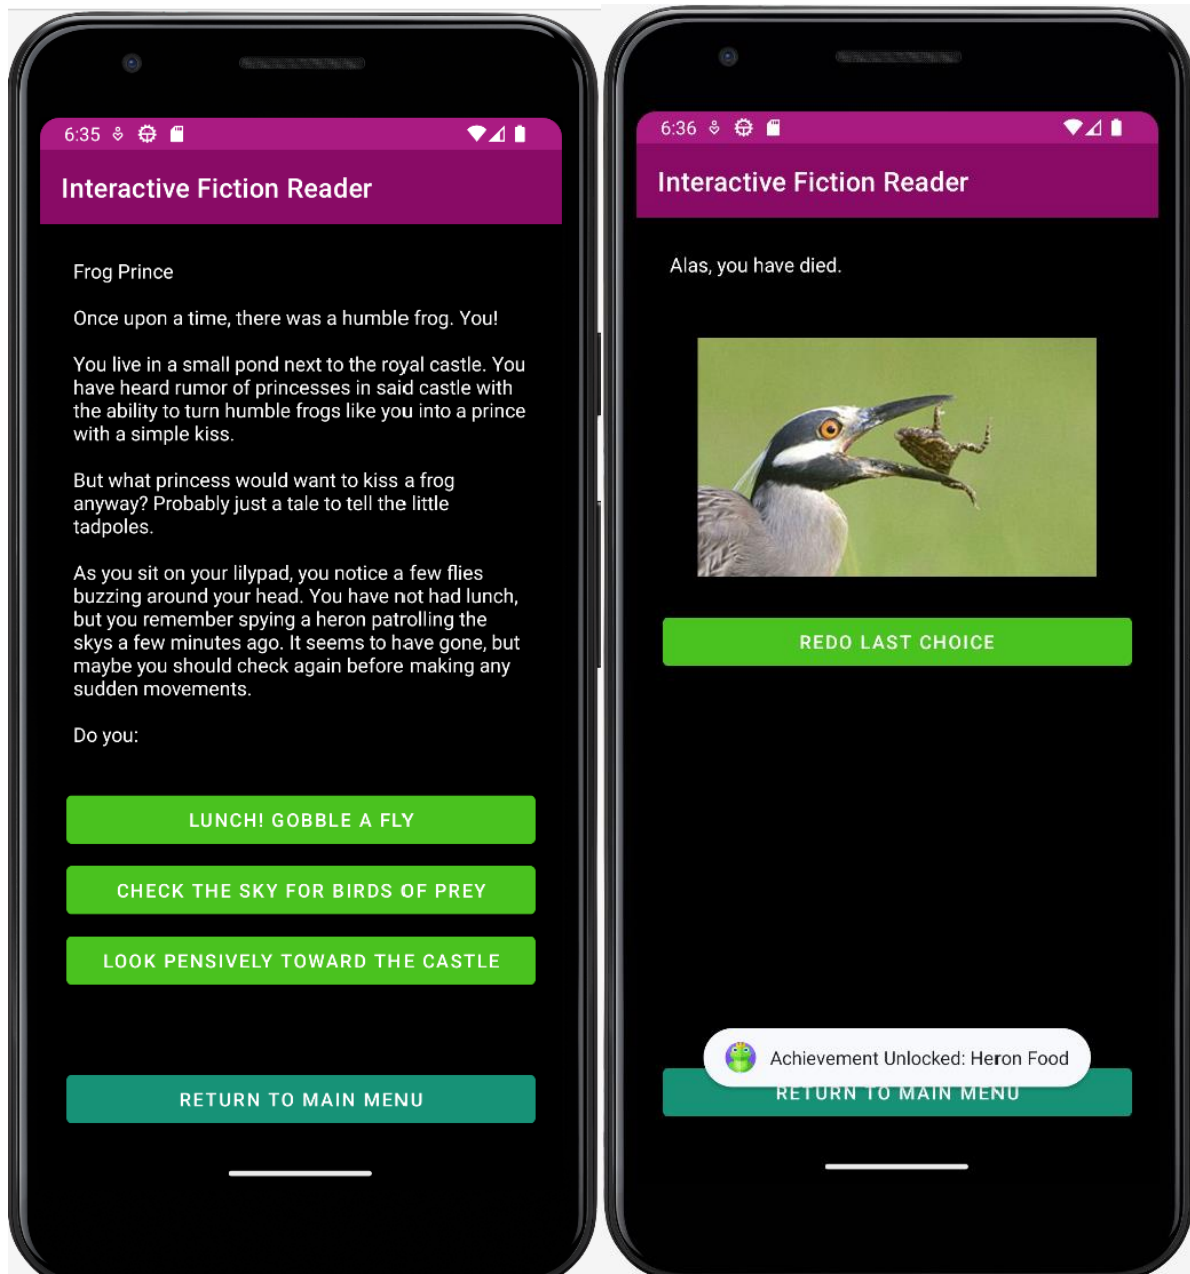 6:35
Interactive Fiction Reader
Frog Prince
Once upon a time, there was a humble frog. You!
You live in a small pond next to the royal castle. You
have heard rumor of princesses in said castle with
the ability to turn humble frogs like you into a prince
with a simple kiss.
But what princess would want to kiss a frog
anyway? Probably just a tale to tell the little
tadpoles.
As you sit on your lilypad, you notice a few flies
buzzing around your head. You have not had lunch,
but you remember spying a heron patrolling the
skys a few minutes ago. It seems to have gone, but
maybe you should check again before making any
sudden movements.
Do you:
LUNCH! GOBBLE A FLY
CHECK THE SKY FOR BIRDS OF PREY
LOOK PENSIVELY TOWARD THE CASTLE
RETURN TO MAIN MENU
6:36
Interactive Fiction Reader
Alas, you have died.
REDO LAST CHOICE
Achievement Unlocked: Heron Food
RETURN TO MAIN MENU